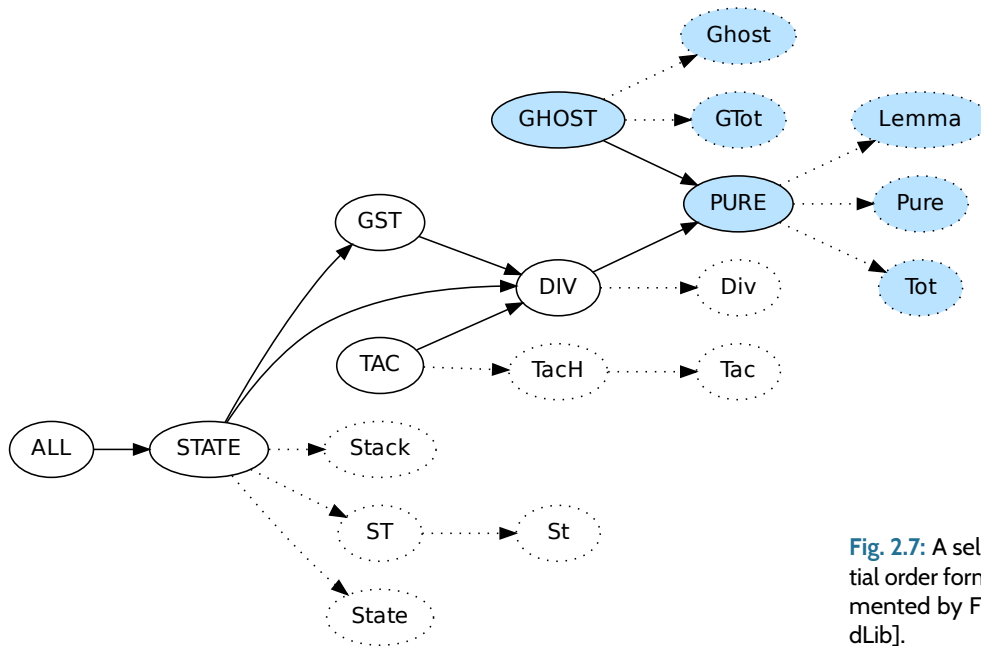 Ghost
GHOST
GTot
Lemma
PURE
Pure
GST
DIV
Div
Tot
TAC
TacH
Tac
ALL
STATE
Stack
ST
St
State
Fig. 2.7: A sel
tial order forn
mented by F
dLib].